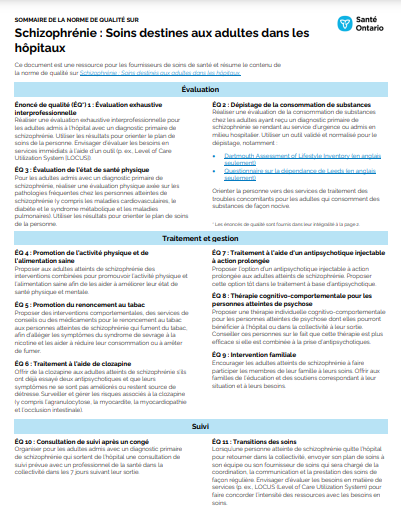 SOMMAIRE DE LA NORME DE QUALITÉ SUR
Schizophrénie : Soins destines aux adultes dans les
hôpitaux
Santé
Ontario
Ce document est une ressource pour les fournisseurs de soins de santé et résume le contenu de
la norme de qualité sur Schizophrénie : Soins destinés aux adultes dans les hôpitaux.
Évaluation
Énoncé de qualité (ÉQ*) 1 : Évaluation exhaustive
interprofessionnelle
Réaliser une évaluation exhaustive interprofessionnelle
pour les adultes admis à l'hôpital avec un diagnostic primaire
de schizophrénie. Utiliser les résultats pour orienter le plan de
soins de la personne. Envisager d'évaluer les besoins en
services immédiats à l'aide d'un outil (p. ex., Level of Care
Utilization System [LOCUS]).
ÉQ 3 : Évaluation de l'état de santé physique
Pour les adultes admis avec un diagnostic primaire de
schizophrénie, réaliser une évaluation physique axée sur les
pathologies fréquentes chez les personnes atteintes de
schizophrénie (y compris les maladies cardiovasculaires, le
diabète et le syndrome métabolique et les maladies
pulmonaires). Utiliser les résultats pour orienter le plan de soins
de la personne.
ÉQ 2 : Dépistage de la consommation de substances
Réaliser une évaluation de la consommation de substances
chez les adultes ayant reçu un diagnostic primaire de
schizophrénie se rendant au service d'urgence ou admis en
milieu hospitalier. Utiliser un outil validé et normalisé pour le
dépistage, notamment :
• Dartmouth Assessment of Lifestyle Inventory (en anglais
seulement)
• Questionnaire sur la dépendance de Leeds (en anglais
seulement)
Orienter la personne vers des services de traitement des
troubles concomitants pour les adultes qui consomment des
substances de façon nocive.
* Les énoncés de qualité sont fournis dans leur intégralité à la page 2.
Traitement et gestion
ÉQ 4 : Promotion de l'activité physique et de
l'alimentation saine
Proposer aux adultes atteints de schizophrénie des
interventions combinées pour promouvoir l'activité physique et
l'alimentation saine afin de les aider à améliorer leur état de
santé physique et mentale.
ÉQ 5 : Promotion du renoncement au tabac
Proposer des interventions comportementales, des services de
conseils ou des médicaments pour le renoncement au tabac
aux personnes atteintes de schizophrénie qui fument du tabac,
afin d'alléger les symptômes du syndrome de sevrage à la
nicotine et les aider à réduire leur consommation ou à arrêter
de fumer.
ÉQ 6 : Traitement à l'aide de clozapine
Offrir de la clozapine aux adultes atteints de schizophrénie s'ils
ont déjà essayé deux antipsychotiques et que leurs
symptômes ne se sont pas améliorés ou restent source de
détresse. Surveiller et gérer les risques associés à la clozapine
(y compris l'agranulocytose, la myocardite, la myocardiopathie
et l'occlusion intestinale).
ÉQ 7 : Traitement à l'aide d'un antipsychotique injectable
à action prolongée
Proposer l'option d'un antipsychotique injectable à action
prolongée aux adultes atteints de schizophrénie. Proposer
cette option tôt dans le traitement à base d'antipsychotique.
ÉQ 8 : Thérapie cognitivo-comportementale pour les
personnes atteintes de psychose
Proposer une thérapie individuelle cognitivo-comportementale
pour les personnes atteintes de psychose dont elles pourront
bénéficier à l'hôpital ou dans la collectivité à leur sortie.
Conseiller ces personnes sur le fait que cette thérapie est plus
efficace si elle est combinée à la prise d'antipsychotiques.
ÉQ 9 : Intervention familiale
Encourager les adultes atteints de schizophrénie à faire
participer les membres de leur famille à leurs soins. Offrir aux
familles de l'éducation et des soutiens correspondant à leur
situation et à leurs besoins.
Suivi
ÉQ 10 : Consultation de suivi après un congé
Organiser pour les adultes admis avec un diagnostic primaire
de schizophrénie qui sortent de l'hôpital une consultation de
suivi prévue avec un professionnel de la santé dans la
collectivité dans les 7 jours suivant leur sortie.
ÉQ 11 : Transitions des soins
Lorsqu'une personne atteinte de schizophrénie quitte l'hôpital
pour retourner dans la collectivité, envoyer son plan de soins à
son équipe ou son fournisseur de soins qui sera chargé de la
coordination, la communication et la prestation des soins de
façon régulière. Envisager d'évaluer les besoins en matière de
services (p. ex., LOCUS [Level of Care Utilization System]) pour
faire concorder l'intensité des ressources avec les besoins en
soins.